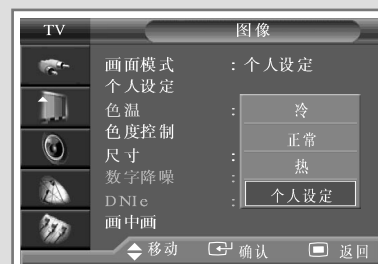 TV 图像
画面模式 : 个人设定
个人设定
色温 : 冷
色度控制 正常
尺寸 : 热
数字降噪 : 个人设定
DNIe :
画中画
移动 确认 返回